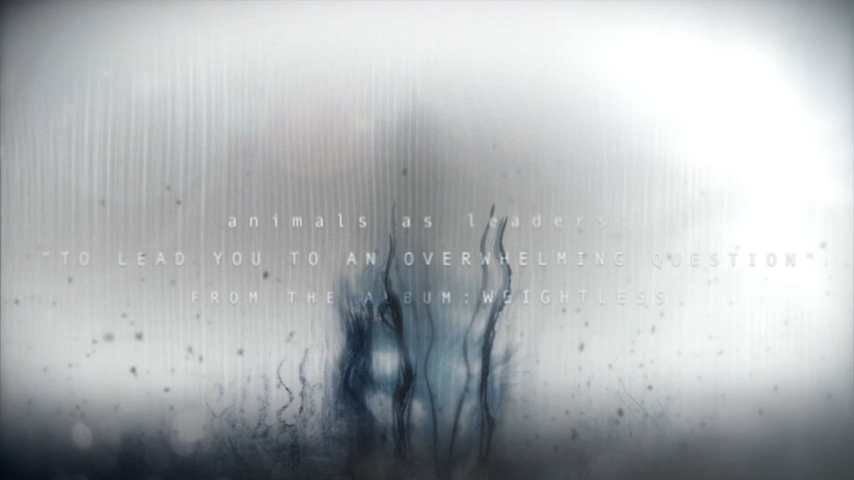 animals as leaders
"TO LEAD YOU TO AN OVERWHELMING QUESTION"
FROM THE ALBUM:WEIGHTLESS